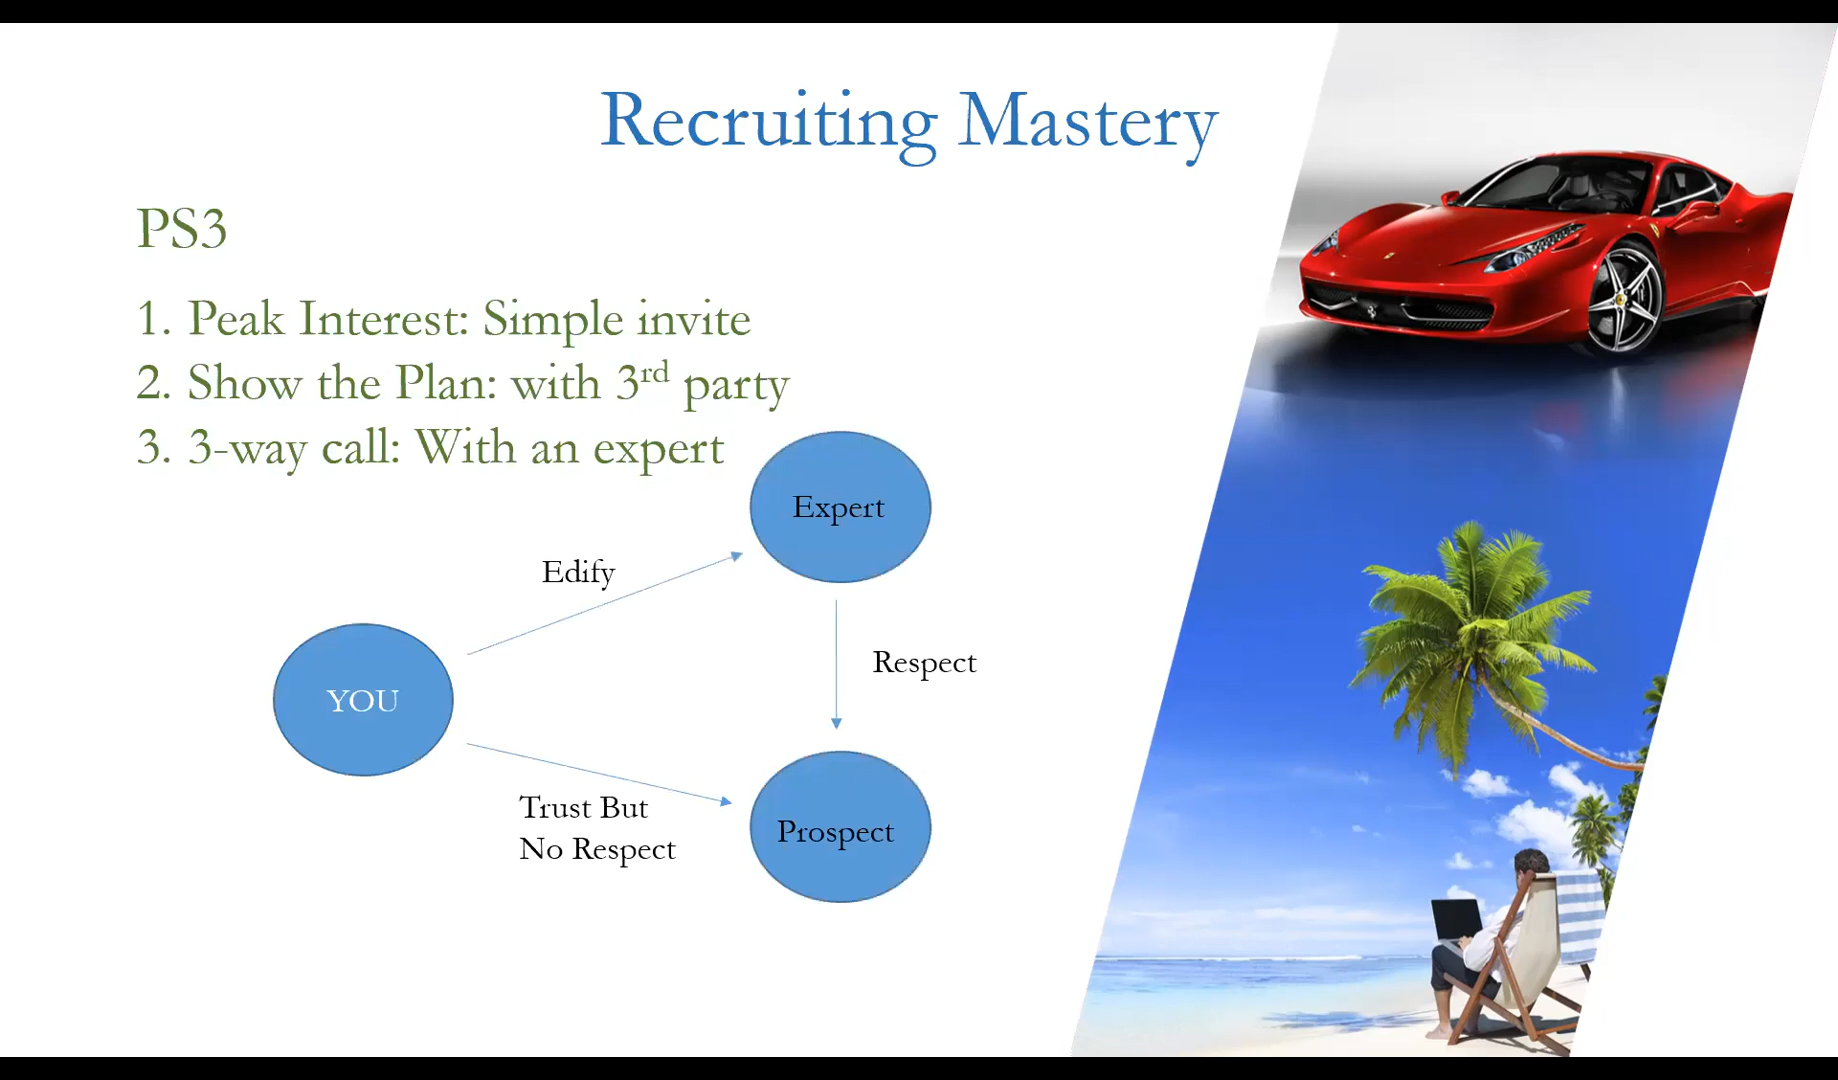 Recruiting Mastery
PS3
1. Peak Interest: Simple invite
2. Show the Plan: with 3rd party
3. 3-way call: With an expert
Expert
Edify
Respect
YOU
Trust But
No Respect
Prospect